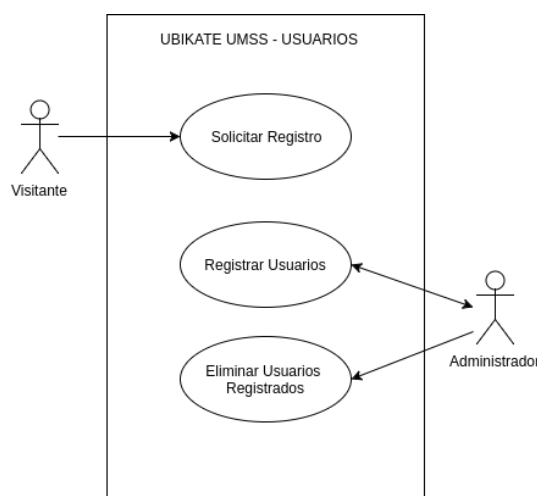 UBIKATE UMSS - USUARIOS
Solicitar Registro
Visitante
Registrar Usuarios
Administrador
Eliminar Usuarios
Registrados